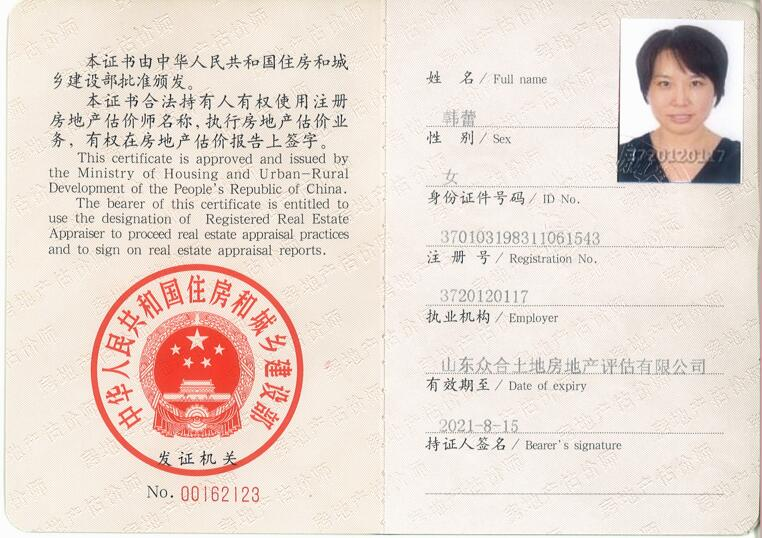 本证书由中华人民共和国住房和城
乡建设部批准颁发。
本证书合法持有人有权使用注册
房地产估价师名称,执行房地产估价业
务，有权在房地产估价报告上签字。
This certificate is approved and issued by
the Ministry of Housing and Urban-Rural
Development of the People's Republic of China.
The bearer of this certificate is entitled to
use the designation of Registered Real Estate
Appraiser to proceed real estate appraisal practices
and to sign on real estate appraisal reports.
中华人民共和国住房和城乡建设部
发证机关
No. 00162123
姓 名 / Full name
韩蕾
性 别 / Sex
女
身份证件号码 / ID No.
370103198311061543
注 册 号 / Registration No.
3720120117
执业机构 / Employer
山东众合土地房地产评估有限公司
有效期至 / Date of expiry
2021-8-15
持证人签名 / Bearer's signature
3720120117